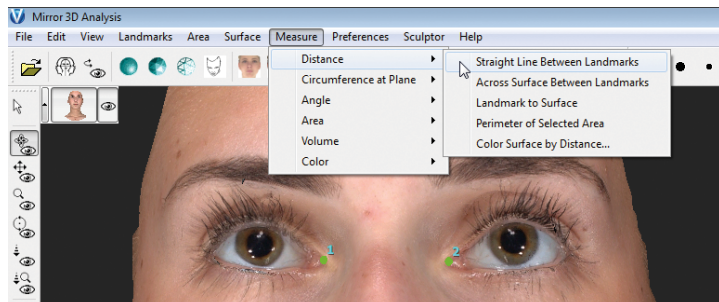 Mirror 3D Analysis
File Edit View Landmarks Area Surface Measure Preferences Sculptor Help
Distance
Circumference at Plane
Angle
Area
Volume
Color
Straight Line Between Landmarks
Across Surface Between Landmarks
Landmark to Surface
Perimeter of Selected Area
Color Surface by Distance...
1
2